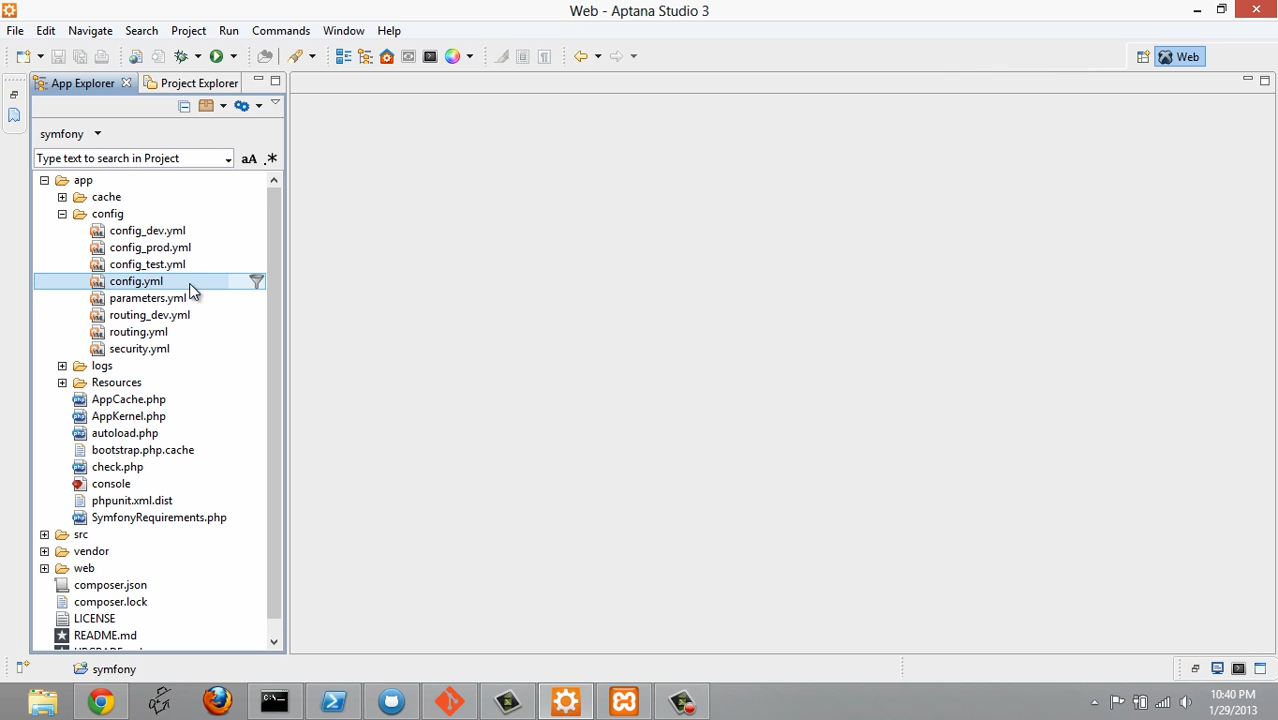 Web - Aptana Studio 3
File Edit Navigate Search Project Run Commands Window Help
Web
App Explorer Project Explorer
symfony
Type text to search in Project aA .*
app
cache
config
config_dev.yml
config_prod.yml
config_test.yml
config.yml
parameters.yml
routing_dev.yml
routing.yml
security.yml
logs
Resources
AppCache.php
AppKernel.php
autoload.php
bootstrap.php.cache
check.php
console
phpunit.xml.dist
SymfonyRequirements.php
src
vendor
web
composer.json
composer.lock
LICENSE
README.md
symfony
10:40 PM
1/29/2013